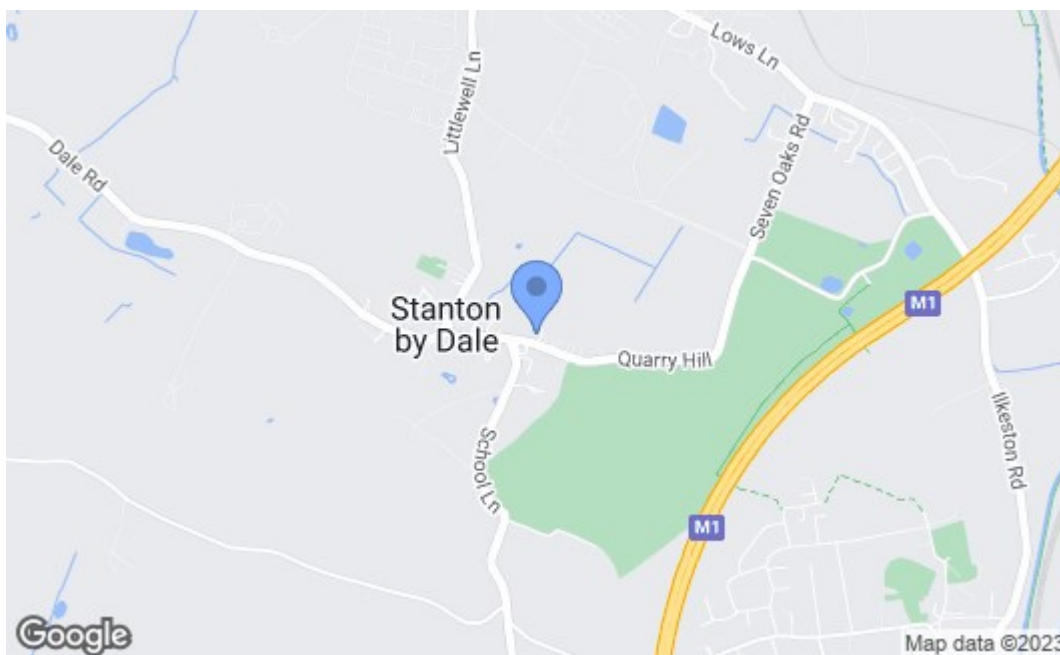 Lows Ln
Littlewell Ln
Dale Rd
Seven Oaks Rd
M1
Stanton
by Dale
Quarry Hill
Ilkeston Rd
School Ln
M1
Google
Map data ©2023